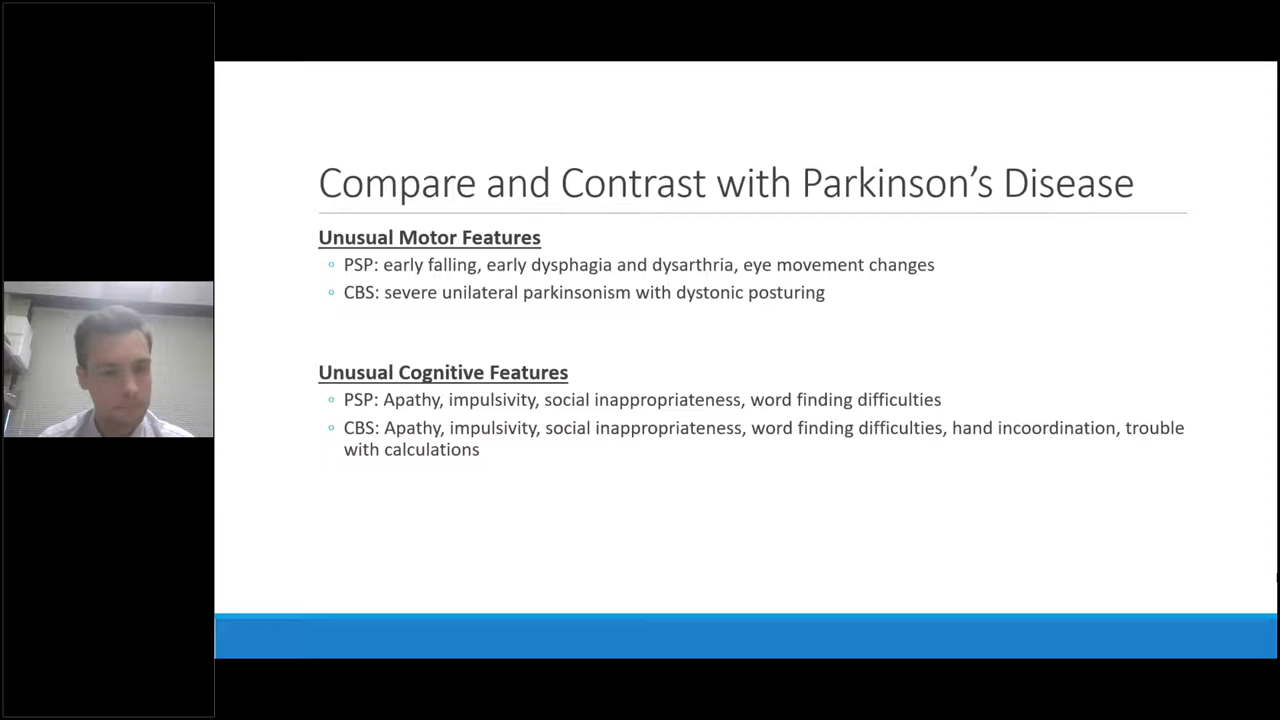 Compare and Contrast with Parkinson’s Disease
Unusual Motor Features
◦ PSP: early falling, early dysphagia and dysarthria, eye movement changes
◦ CBS: severe unilateral parkinsonism with dystonic posturing
Unusual Cognitive Features
◦ PSP: Apathy, impulsivity, social inappropriateness, word finding difficulties
◦ CBS: Apathy, impulsivity, social inappropriateness, word finding difficulties, hand incoordination, trouble
with calculations